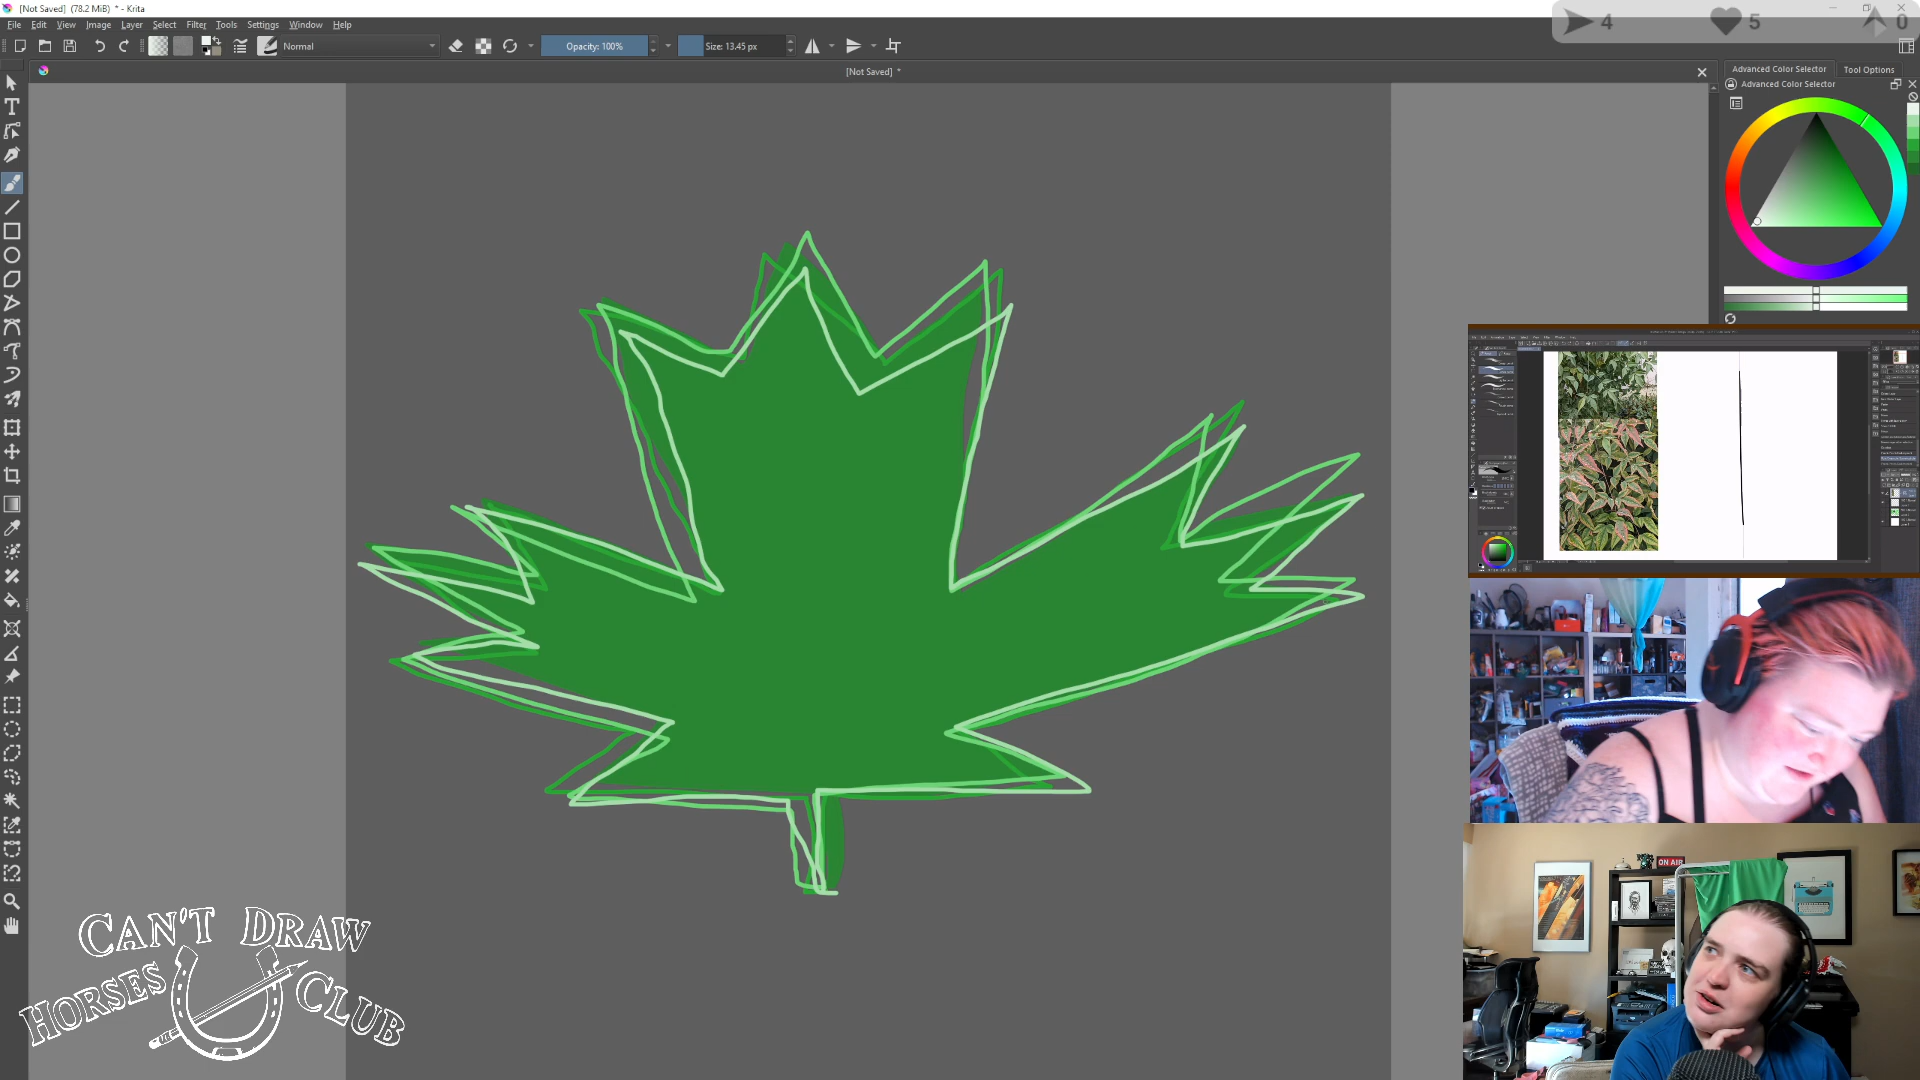 [Not Saved]  (78.2 MiB)  * - Krita
File Edit View Image Layer Select Filter Tools Settings Window Help
Normal
Opacity: 100%
Size: 13.45 px
4
5
0
[Not Saved] *
Advanced Color Selector
Tool Options
Advanced Color Selector
ON AIR
CAN'T DRAW
HORSES CLUB